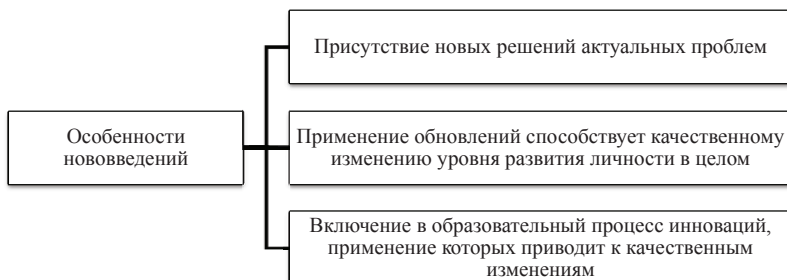 Присутствие новых решений актуальных проблем
Особенности
нововведений
Применение обновлений способствует качественному
изменению уровня развития личности в целом
Включение в образовательный процесс инноваций,
применение которых приводит к качественным
изменениям